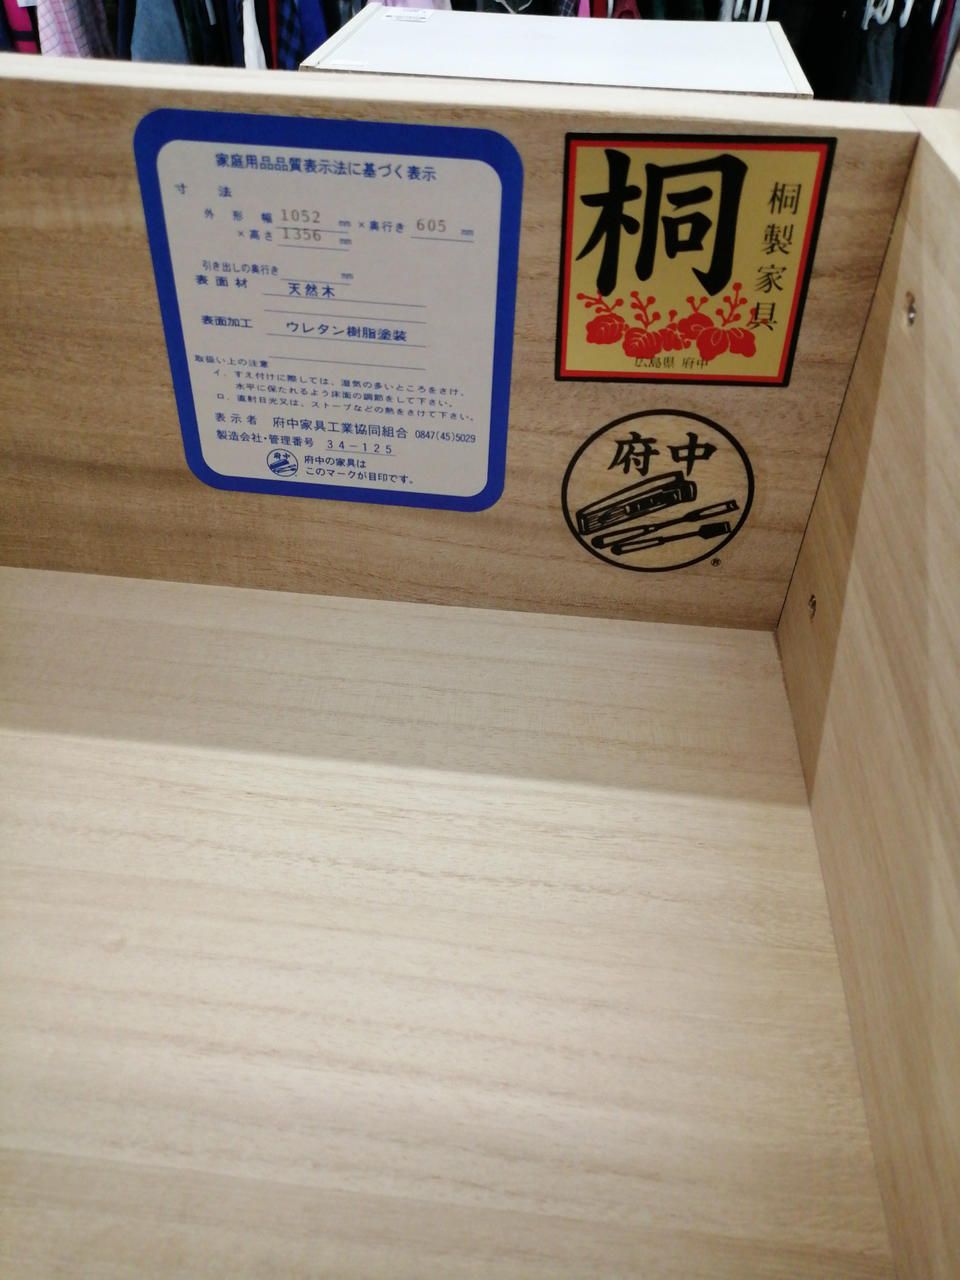 家庭用品品質表示法に基づく表示
寸 法
外 形 幅 1052 mm ×奥行き 605 mm
×高さ 1356 mm
引き出しの奥行き mm
表面材 天然木
表面加工 ウレタン樹脂塗装
取扱い上の注意
イ. すえ付けに際しては、湿気の多いところをさけ、
水平に保たれるよう床面の調節をして下さい。
ロ. 直射日光又は、ストーブなどの熱をさけて下さい。
表示者 府中家具工業協同組合 0847(45)5029
製造会社・管理番号 34-125
府中
府中の家具は
このマークが目印です。
桐
桐製家具
広島県 府中
府中
®